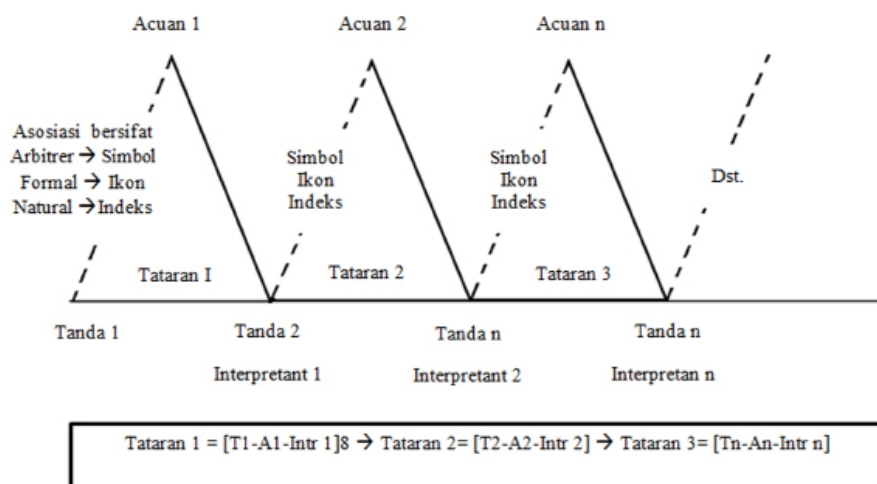 Acuan 1 Acuan 2 Acuan n
Asosiasi bersifat
Arbitrer → Simbol
Formal → Ikon
Natural →Indeks
Simbol
Ikon
Indeks
Simbol
Ikon
Indeks
Dst.
Tataran I Tataran 2 Tataran 3
Tanda 1 Tanda 2 Tanda n Tanda n
Interpretant 1 Interpretant 2 Interpretan n
Tataran 1 = [T1-A1-Intr 1]8 → Tataran 2= [T2-A2-Intr 2] → Tataran 3= [Tn-An-Intr n]